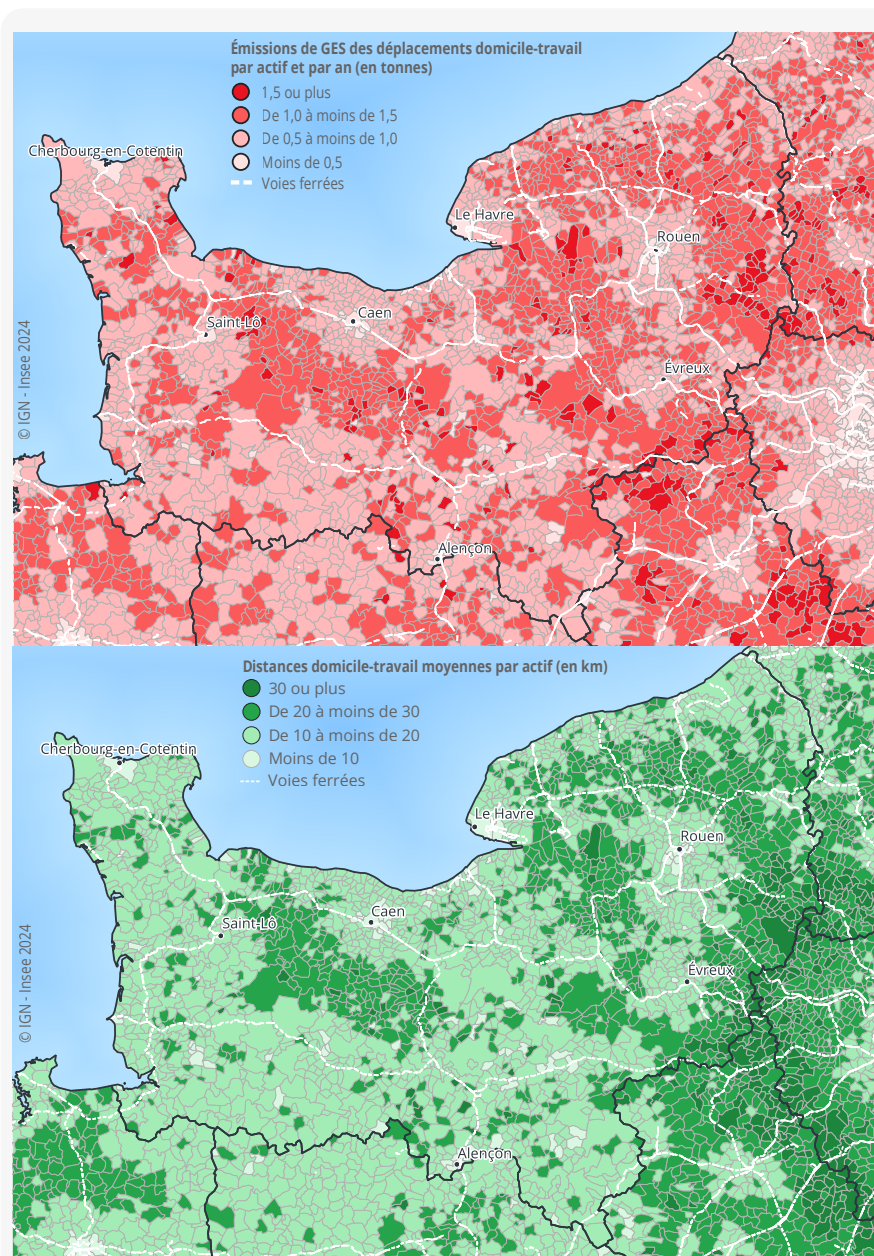 Émissions de GES des déplacements domicile-travail
par actif et par an (en tonnes)
1,5 ou plus
De 1,0 à moins de 1,5
De 0,5 à moins de 1,0
Moins de 0,5
Voies ferrées
Cherbourg-en-Cotentin
Le Havre
Rouen
Caen
Saint-Lô
Évreux
Alençon
© IGN - Insee 2024
Distances domicile-travail moyennes par actif (en km)
30 ou plus
De 20 à moins de 30
De 10 à moins de 20
Moins de 10
Voies ferrées
Cherbourg-en-Cotentin
Le Havre
Rouen
Caen
Saint-Lô
Évreux
Alençon
© IGN - Insee 2024